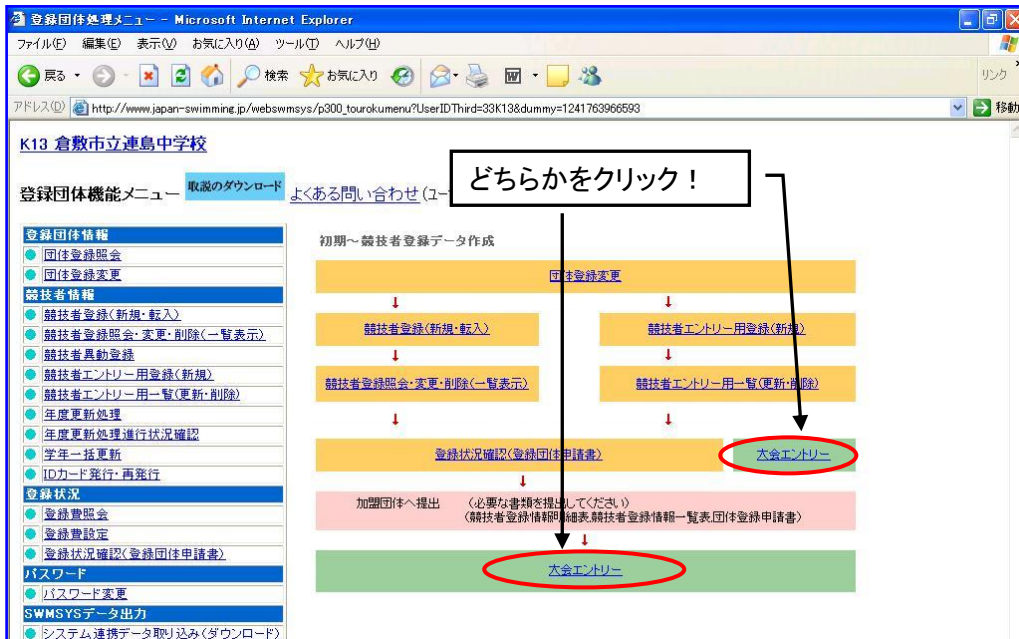 登録団体処理メニュー - Microsoft Internet Explorer
ファイル(F) 編集(E) 表示(V) お気に入り(A) ツール(T) ヘルプ(H)
戻る 検索 お気に入り リンク
アドレス(D) http://www.japan-swimming.jp/webswmsys/p300_tourokumenu?UserIDThird=33K13&dummy=1241763966593 移動
K13 倉敷市立連島中学校
どちらかをクリック！
登録団体機能メニュー 取説のダウンロード よくある問い合わせ(ユー
登録団体情報
団体登録照会
団体登録変更
競技者情報
競技者登録(新規・転入)
競技者登録照会・変更・削除(一覧表示)
競技者異動登録
競技者エントリー用登録(新規)
競技者エントリー用一覧(更新・削除)
年度更新処理
年度更新処理進行状況確認
学年一括更新
IDカード発行・再発行
登録状況
登録費照会
登録費設定
登録状況確認(登録団体申請書)
パスワード
パスワード変更
SWMSYSデータ出力
システム連携データ取り込み(ダウンロード)
初期～競技者登録データ作成
団体登録変更
↓ ↓
競技者登録(新規・転入) 競技者エントリー用登録(新規)
↓ ↓
競技者登録照会・変更・削除(一覧表示) 競技者エントリー用一覧(更新・削除)
↓ ↓
登録状況確認(登録団体申請書) 大会エントリー
↓
加盟団体へ提出 (必要な書類を提出してください)
(競技者登録情報明細表,競技者登録情報一覧表,団体登録申請書)
↓
大会エントリー